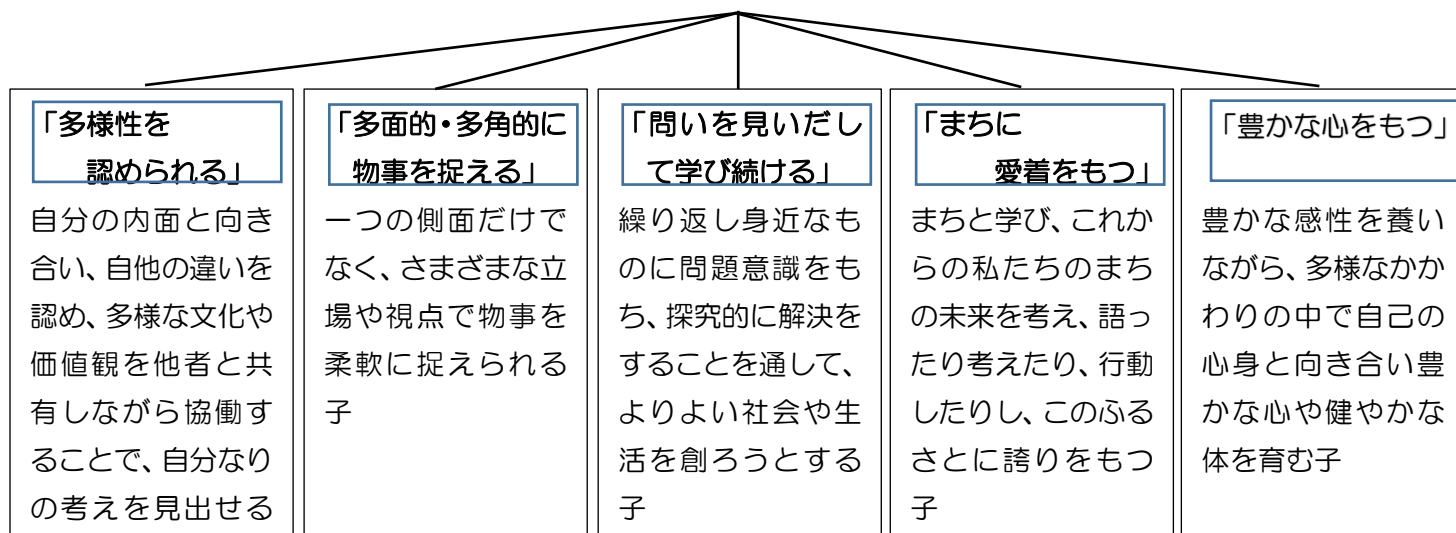 「多様性を
認められる」
自分の内面と向き
合い、自他の違いを
認め、多様な文化や
価値観を他者と共
有しながら協働す
ることで、自分なり
の考えを見出せる
「多面的・多角的に
物事を捉える」
一つの側面だけで
なく、さまざまな立
場や視点で物事を
柔軟に捉えられる
子
「問いを見いだし
て学び続ける」
繰り返し身近なも
のに問題意識をも
ち、探究的に解決を
することを通して、
よりよい社会や生
活を創ろうとする
子
「まちに
愛着をもつ」
まちと学び、これか
らの私たちのまち
の未来を考え、語っ
たり考えたり、行動
したりし、このふる
さとに誇りをもつ
子
「豊かな心をもつ」
豊かな感性を養い
ながら、多様なかか
わりの中で自己の
心身と向き合い豊
かな心や健やかな
体を育む子